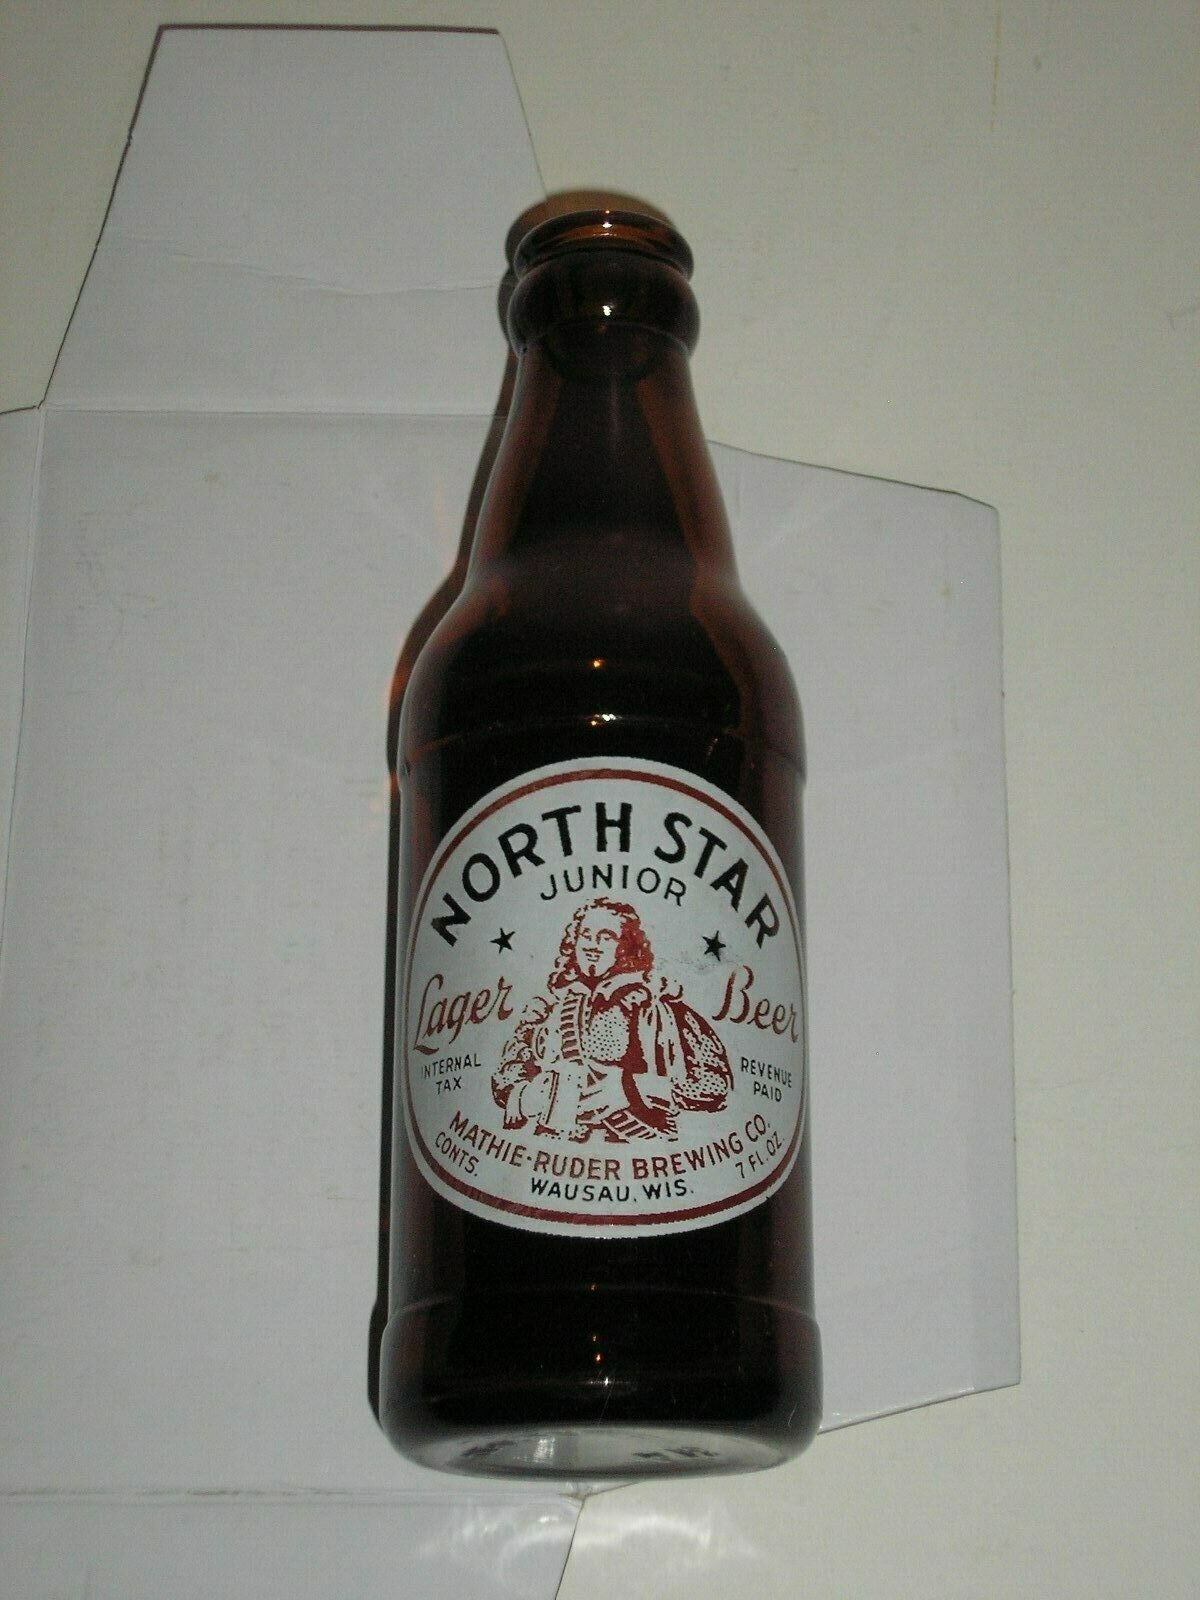 NORTH STAR
JUNIOR
Lager Beer
INTERNAL REVENUE
TAX PAID
MATHIE-RUDER BREWING CO.
CONTS. 7 FL. OZ.
WAUSAU, WIS.